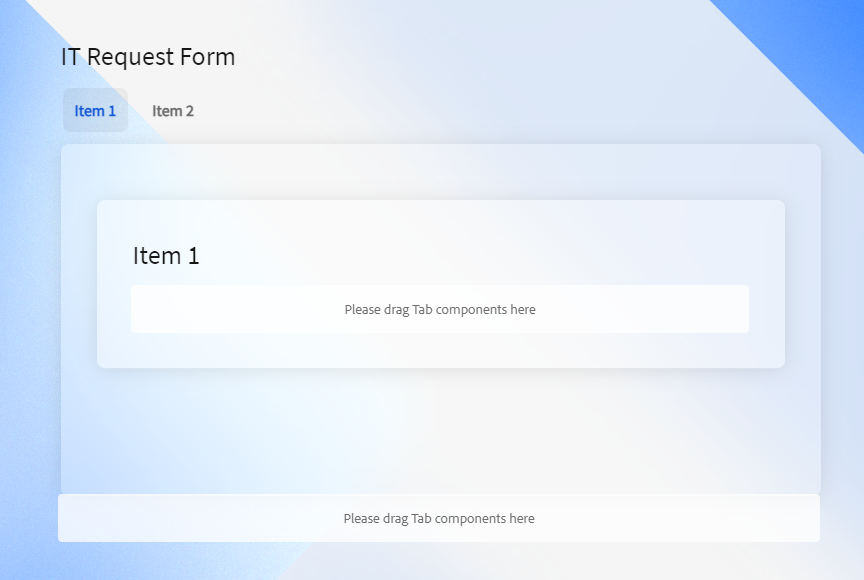 IT Request Form
Item 1 Item 2
Item 1
Please drag Tab components here
Please drag Tab components here